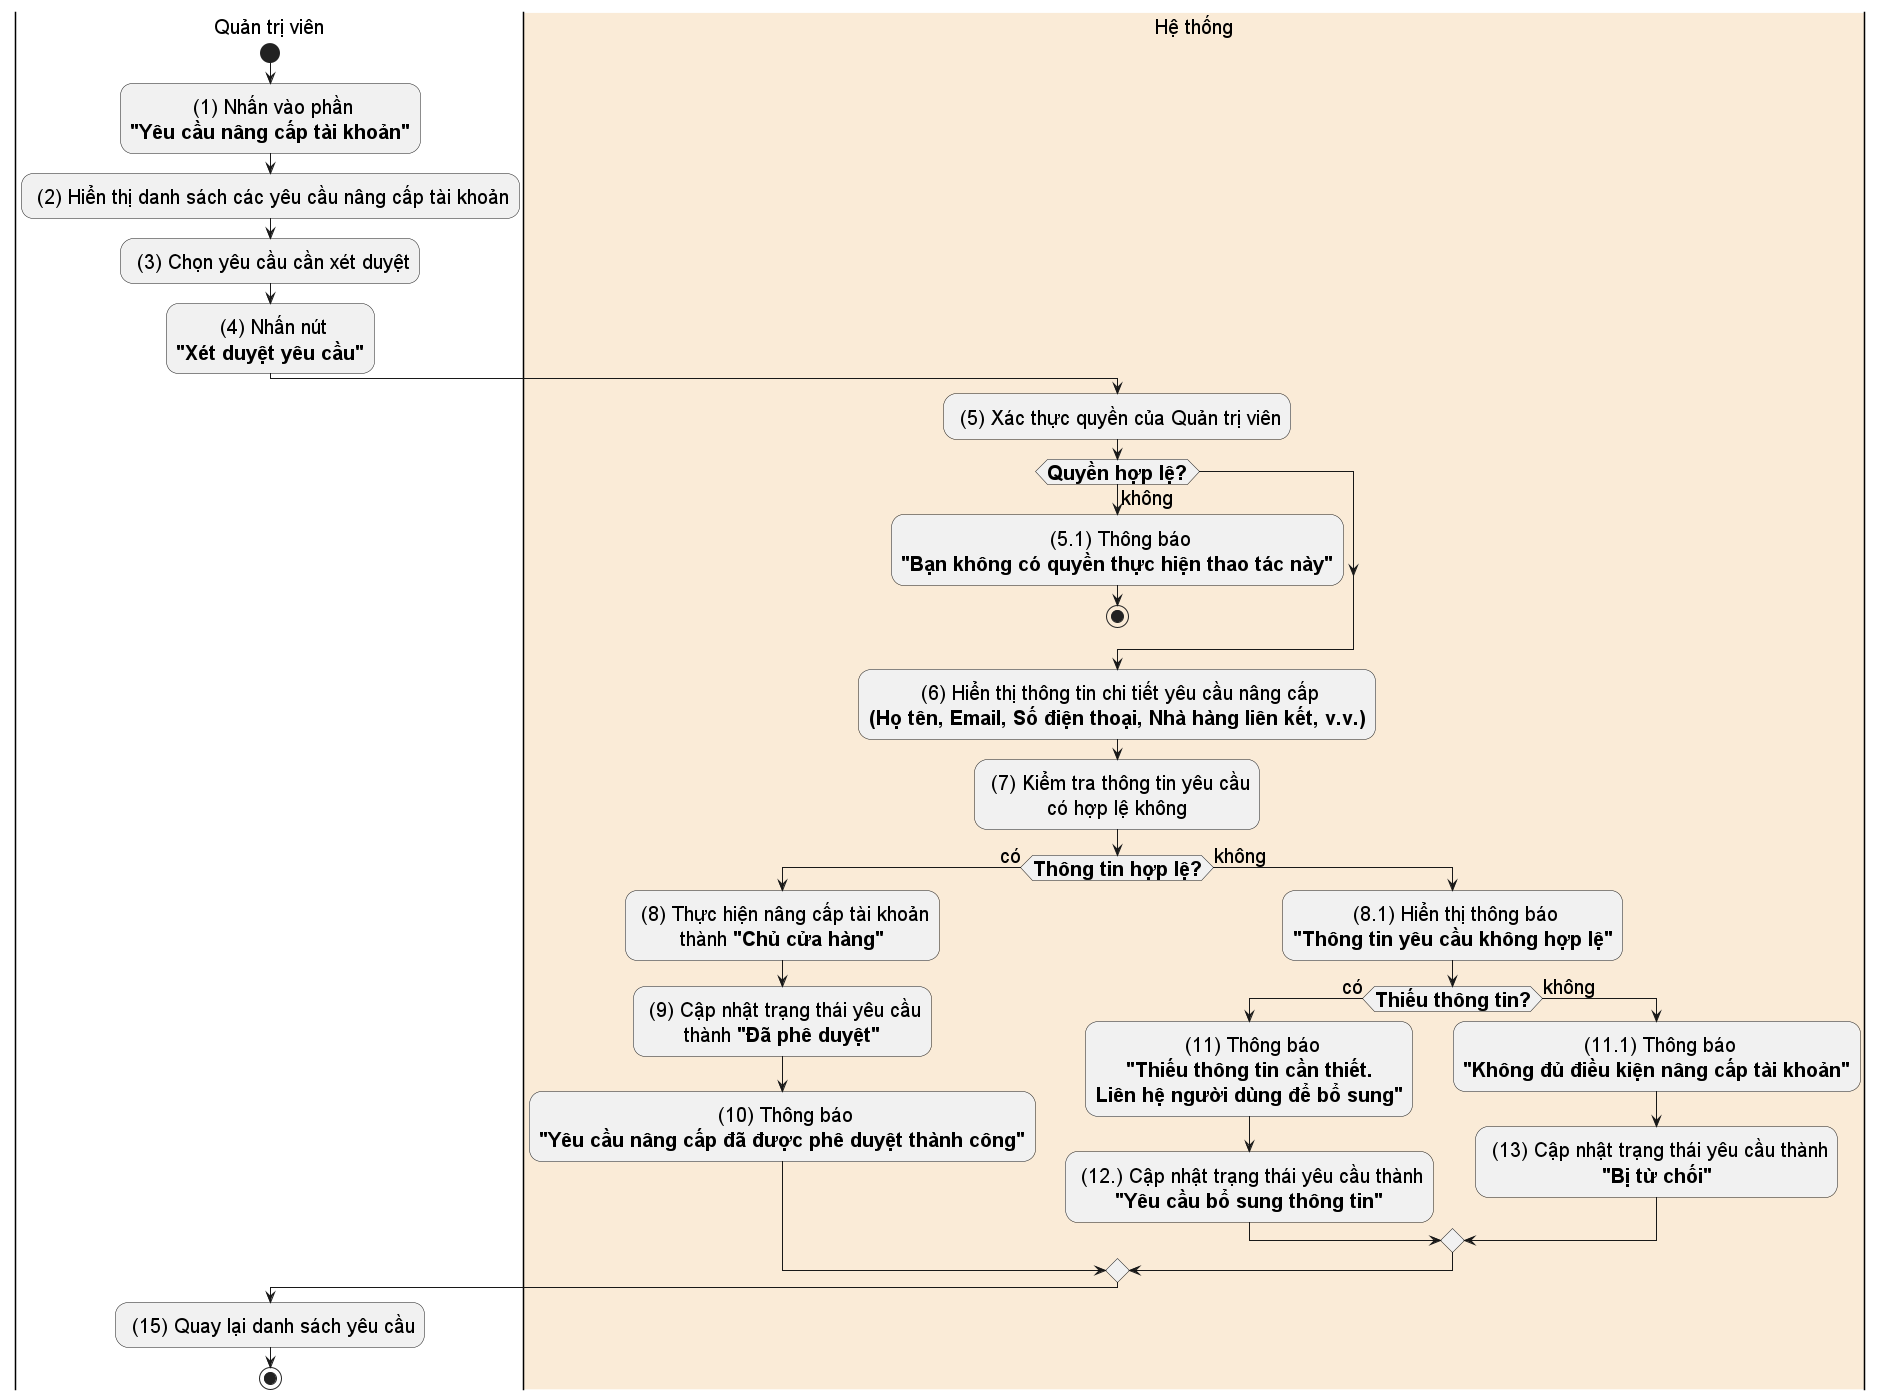 Quản trị viên
Hệ thống
(1) Nhấn vào phần
"Yêu cầu nâng cấp tài khoản"
(2) Hiển thị danh sách các yêu cầu nâng cấp tài khoản
(3) Chọn yêu cầu cần xét duyệt
(4) Nhấn nút
"Xét duyệt yêu cầu"
(5) Xác thực quyền của Quản trị viên
Quyền hợp lệ?
không
(5.1) Thông báo
"Bạn không có quyền thực hiện thao tác này"
(6) Hiển thị thông tin chi tiết yêu cầu nâng cấp
(Họ tên, Email, Số điện thoại, Nhà hàng liên kết, v.v.)
(7) Kiểm tra thông tin yêu cầu
có hợp lệ không
có
Thông tin hợp lệ?
không
(8) Thực hiện nâng cấp tài khoản
thành "Chủ cửa hàng"
(8.1) Hiển thị thông báo
"Thông tin yêu cầu không hợp lệ"
có
Thiếu thông tin?
không
(9) Cập nhật trạng thái yêu cầu
thành "Đã phê duyệt"
(11) Thông báo
"Thiếu thông tin cần thiết.
Liên hệ người dùng để bổ sung"
(11.1) Thông báo
"Không đủ điều kiện nâng cấp tài khoản"
(10) Thông báo
"Yêu cầu nâng cấp đã được phê duyệt thành công"
(12.) Cập nhật trạng thái yêu cầu thành
"Yêu cầu bổ sung thông tin"
(13) Cập nhật trạng thái yêu cầu thành
"Bị từ chối"
(15) Quay lại danh sách yêu cầu